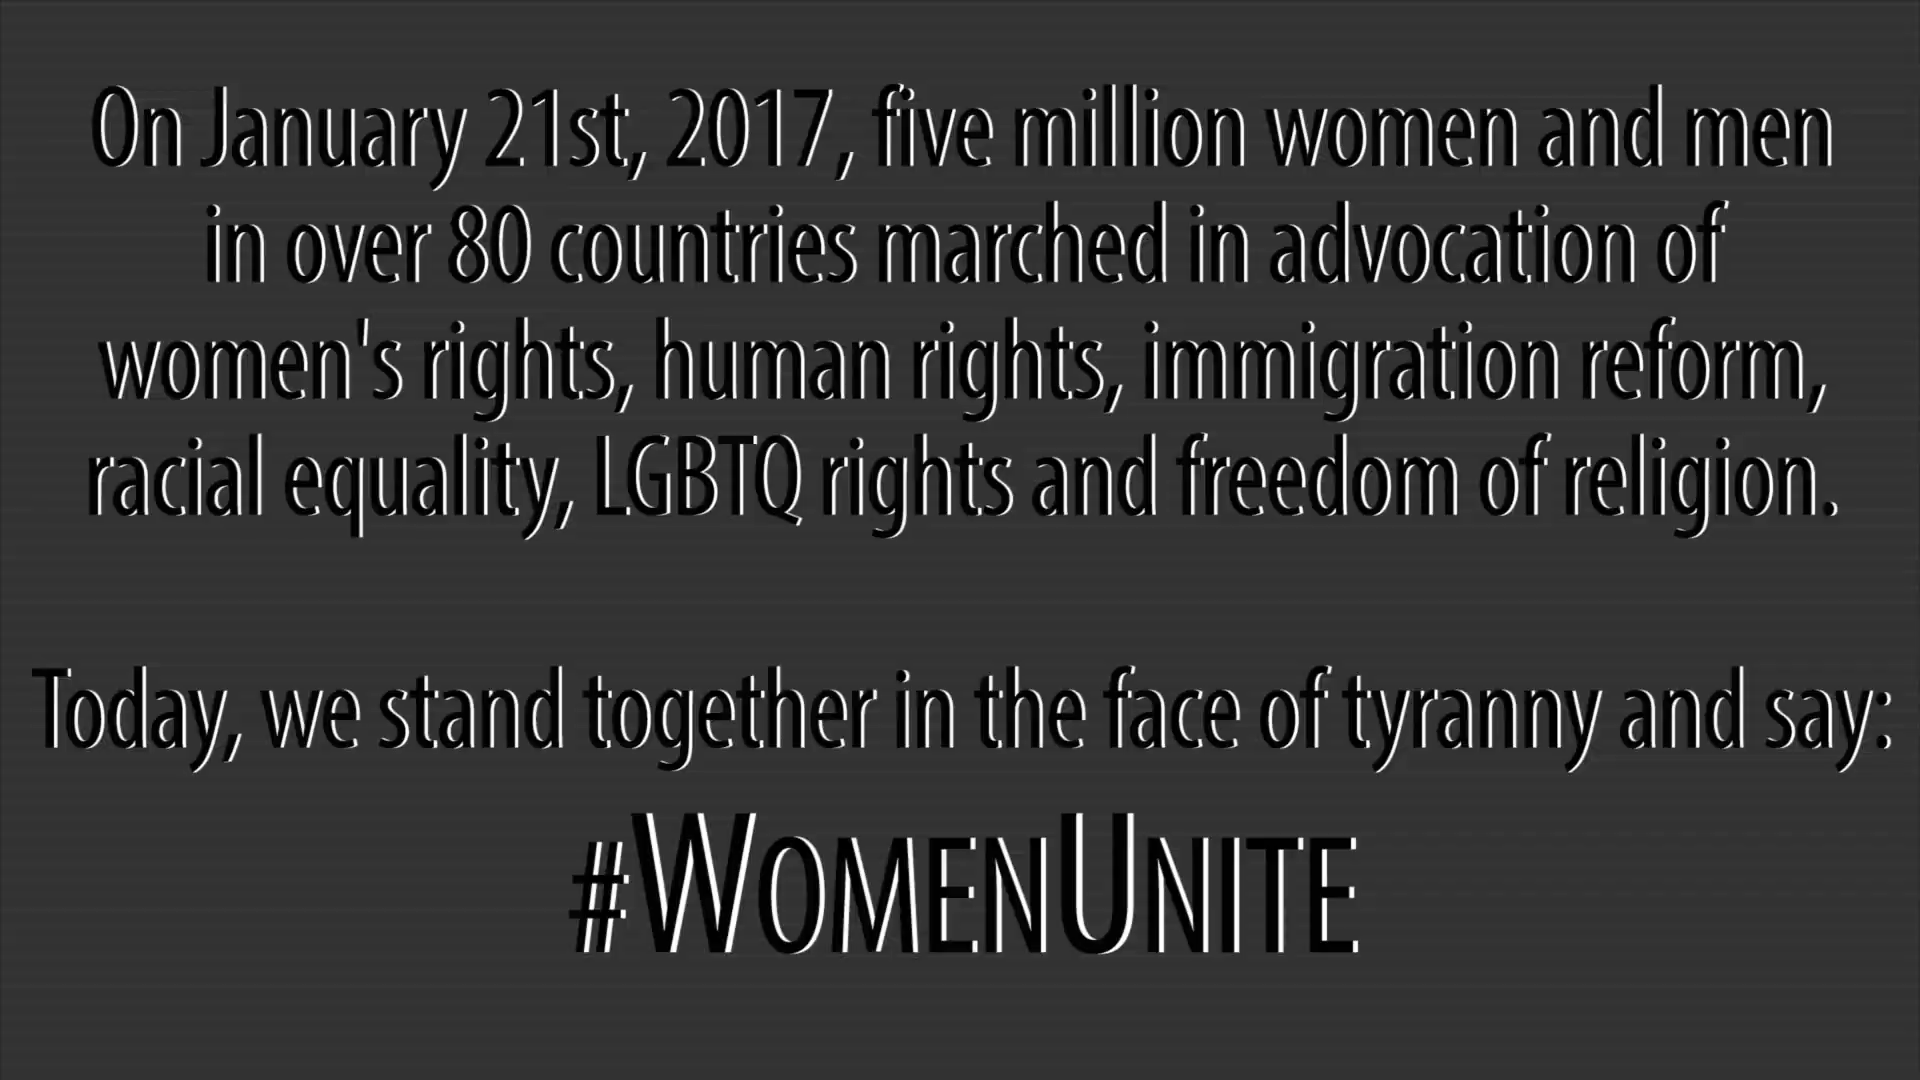 On January 21st, 2017, five million women and men
in over 80 countries marched in advocation of
women's rights, human rights, immigration reform,
racial equality, LGBTQ rights and freedom of religion.
Today, we stand together in the face of tyranny and say:
#WomenUnite